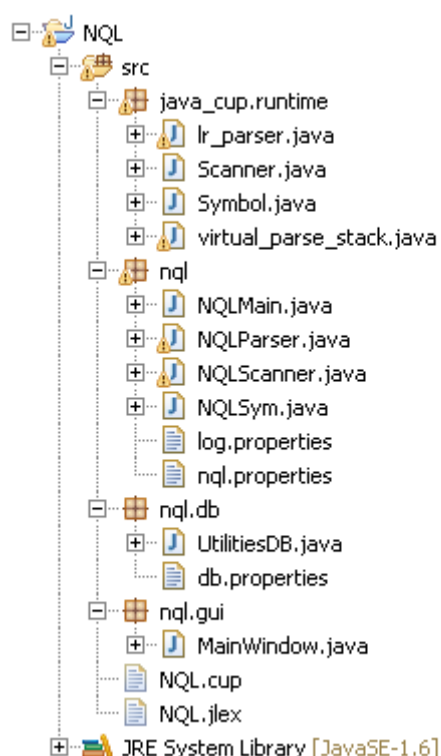 NQL
src
java_cup.runtime
lr_parser.java
Scanner.java
Symbol.java
virtual_parse_stack.java
nql
NQLMain.java
NQLParser.java
NQLScanner.java
NQLSym.java
log.properties
nql.properties
nql.db
UtilitiesDB.java
db.properties
nql.gui
MainWindow.java
NQL.cup
NQL.jlex
JRE System Library [JavaSE-1.6]